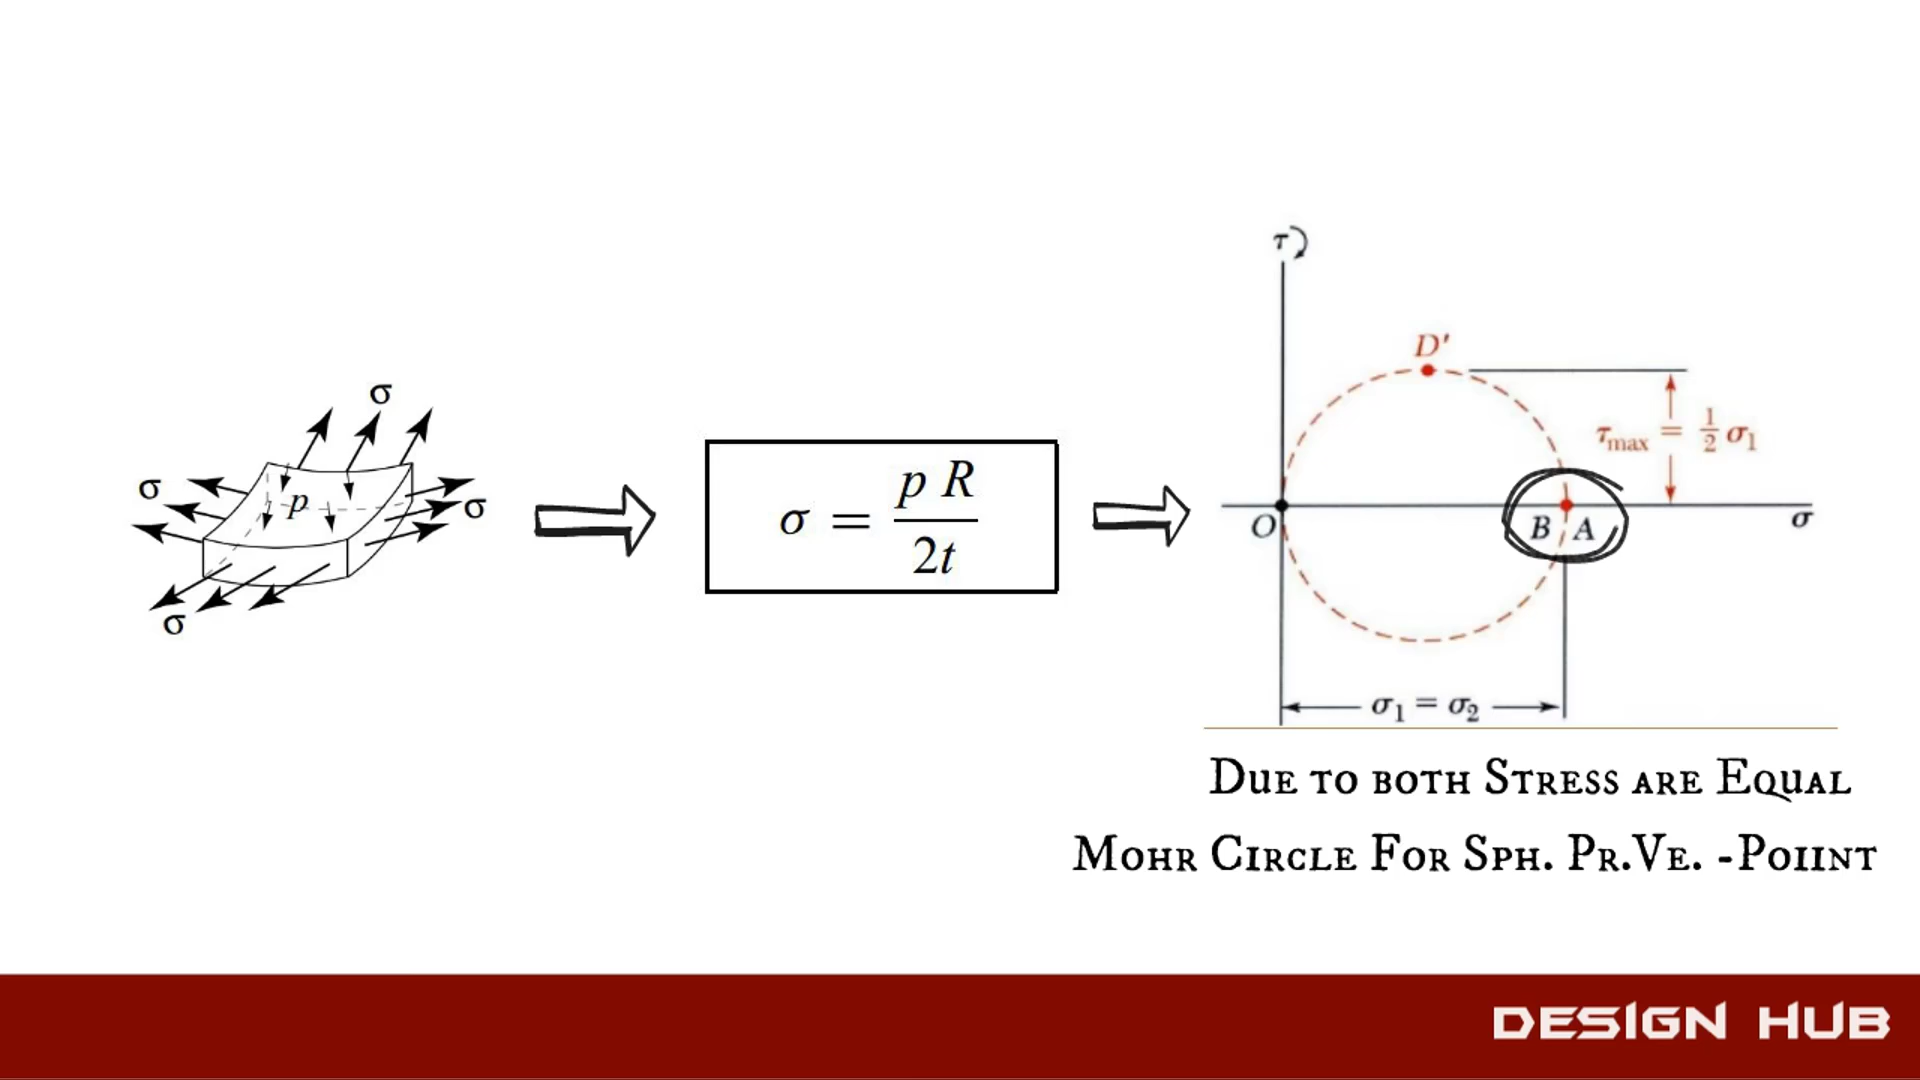 σ
σ
p
σ
σ
σ = p R / 2t
τ
D'
τmax = 1/2 σ1
O
B
A
σ
σ1 = σ2
Due to both Stress are Equal
Mohr Circle For Sph. Pr.Ve. -Poiint
DESIGN HUB